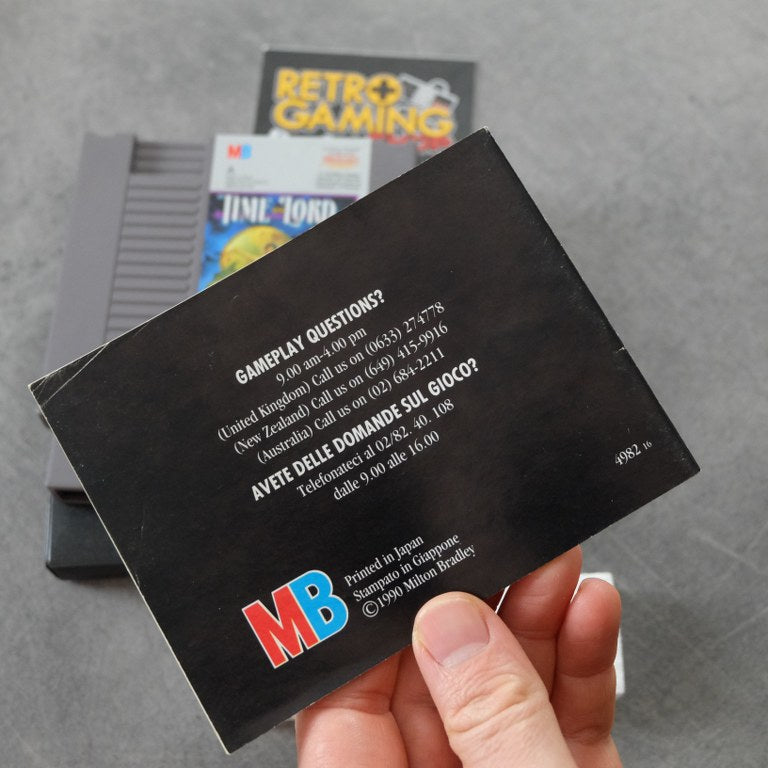 RETRO
GAMING
MB
TIME LORD
GAMEPLAY QUESTIONS?
9.00 am-4.00 pm
(United Kingdom) Call us on (0633) 274778
(New Zealand) Call us on (649) 415-9916
(Australia) Call us on (02) 684-2211
AVETE DELLE DOMANDE SUL GIOCO?
Telefonateci al 02/82. 40. 108
dalle 9.00 alle 16.00
4982 16
MB
Printed in Japan
Stampato in Giappone
©1990 Milton Bradley